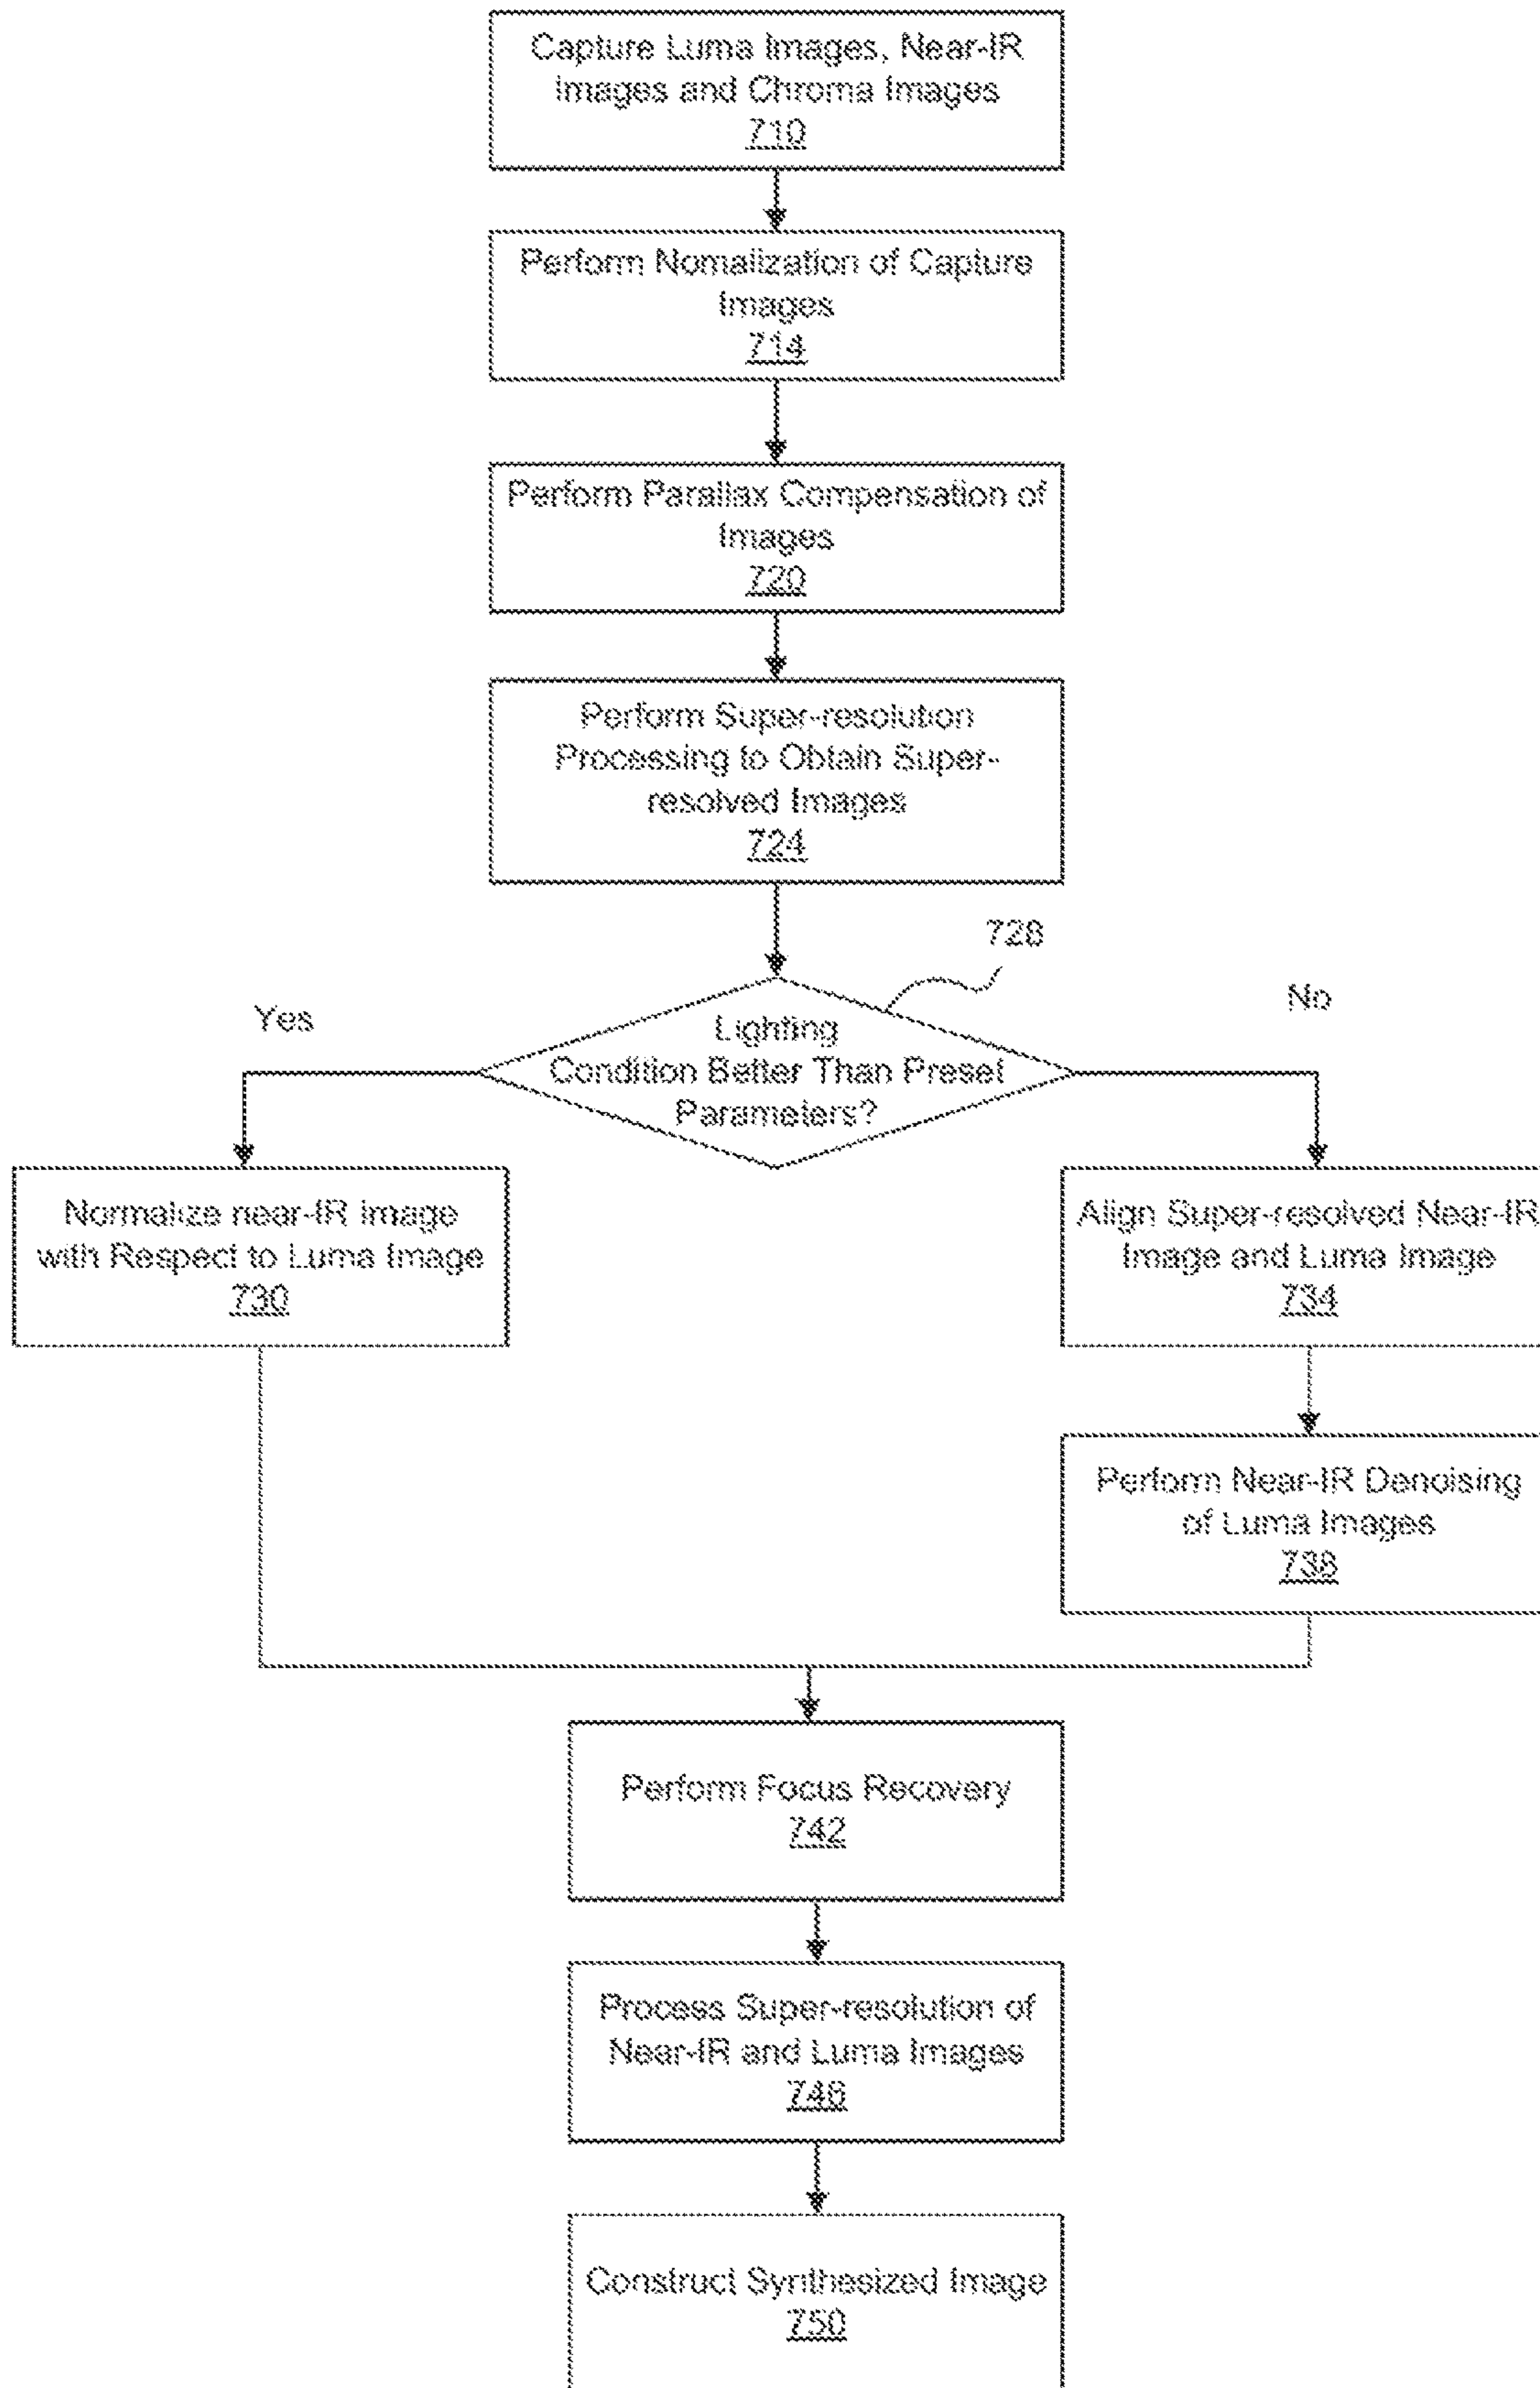 Capture Luma Images, Near-IR
Images and Chroma Images
710
Perform Nomalization of Capture
Images
714
Perform Parallax Compensation of
Images
720
Perform Super-resolution
Processing to Obtain Super-
resolved Images
724
728
Yes
No
Lighting
Condition Better Than Preset
Parameters?
Normalize near-IR image
with Respect to Luma Image
730
Align Super-resolved Near-IR
Image and Luma Image
734
Perform Near-IR Denoising
of Luma Images
738
Perform Focus Recovery
742
Process Super-resolution of
Near-IR and Luma Images
746
Construct Synthesized Image
750